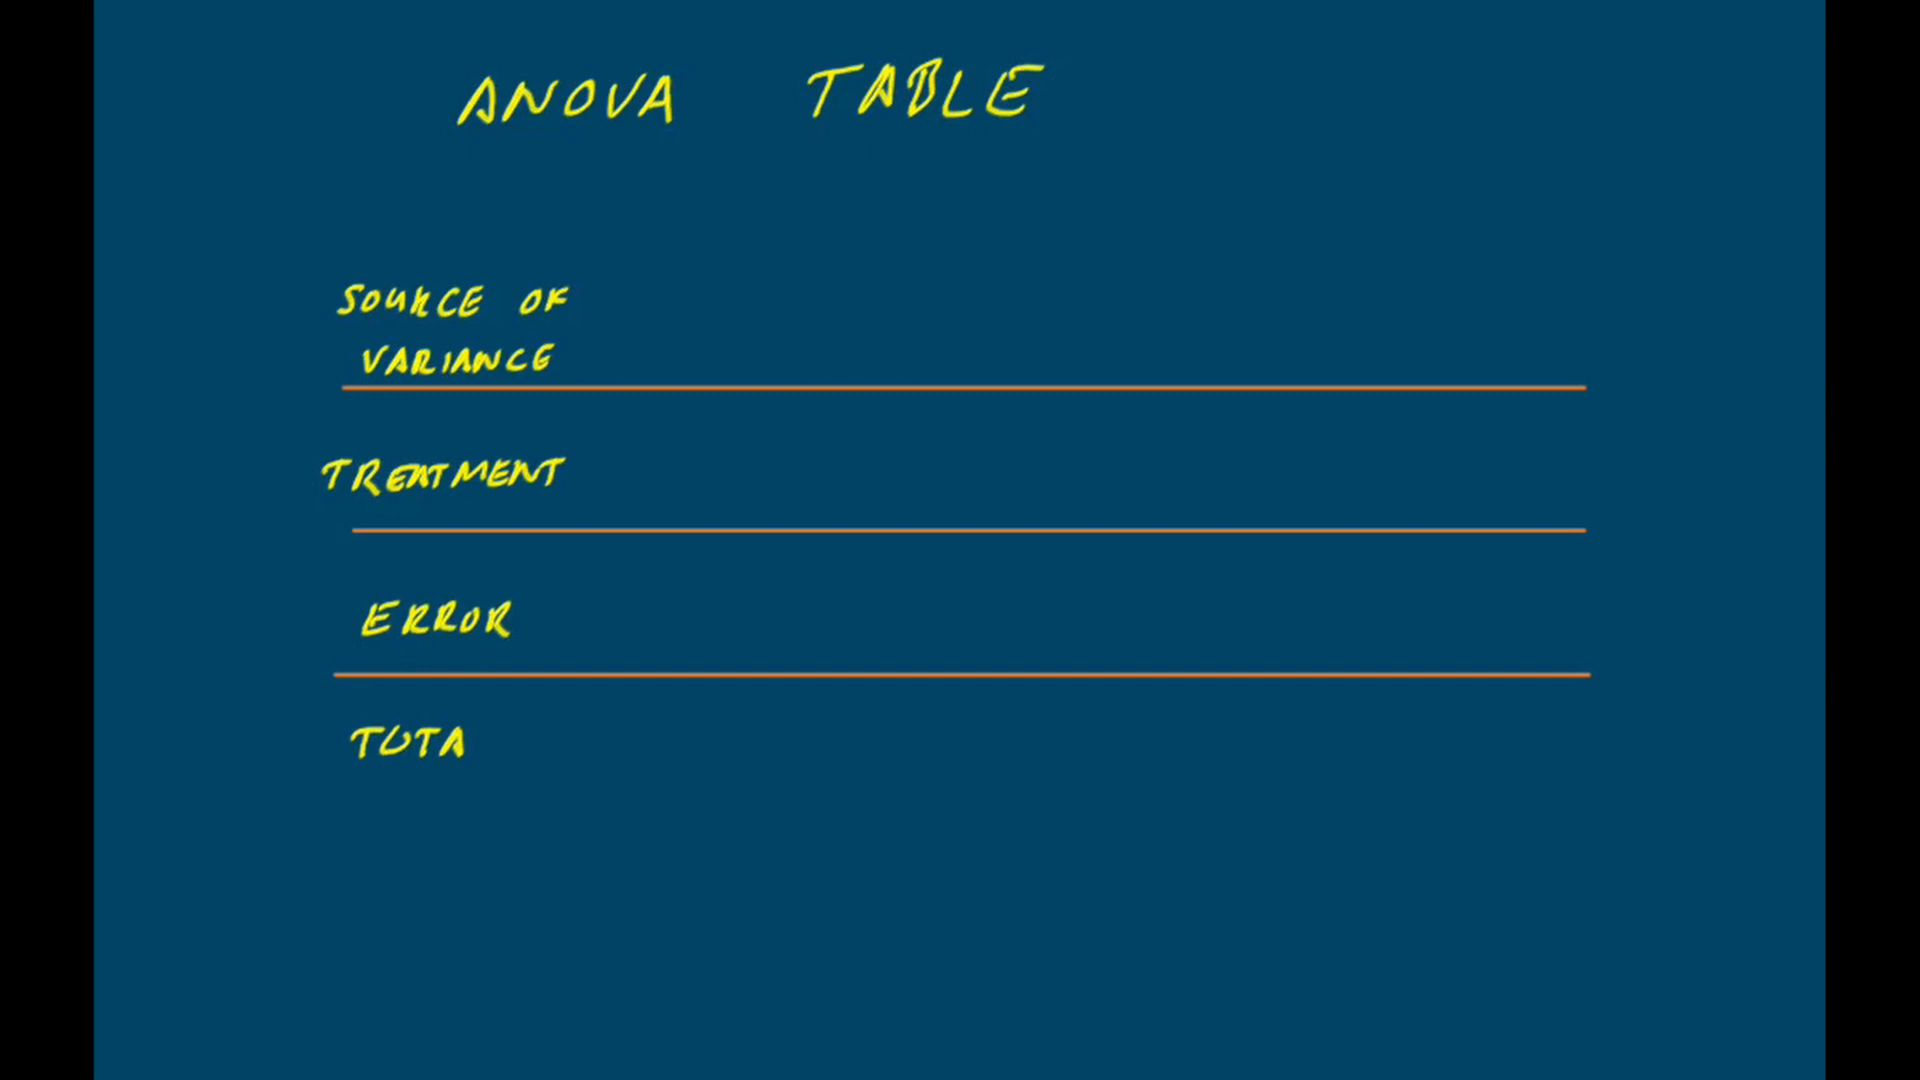 ANOVA TABLE
SOURCE OF
VARIANCE
TREATMENT
ERROR
TOTA